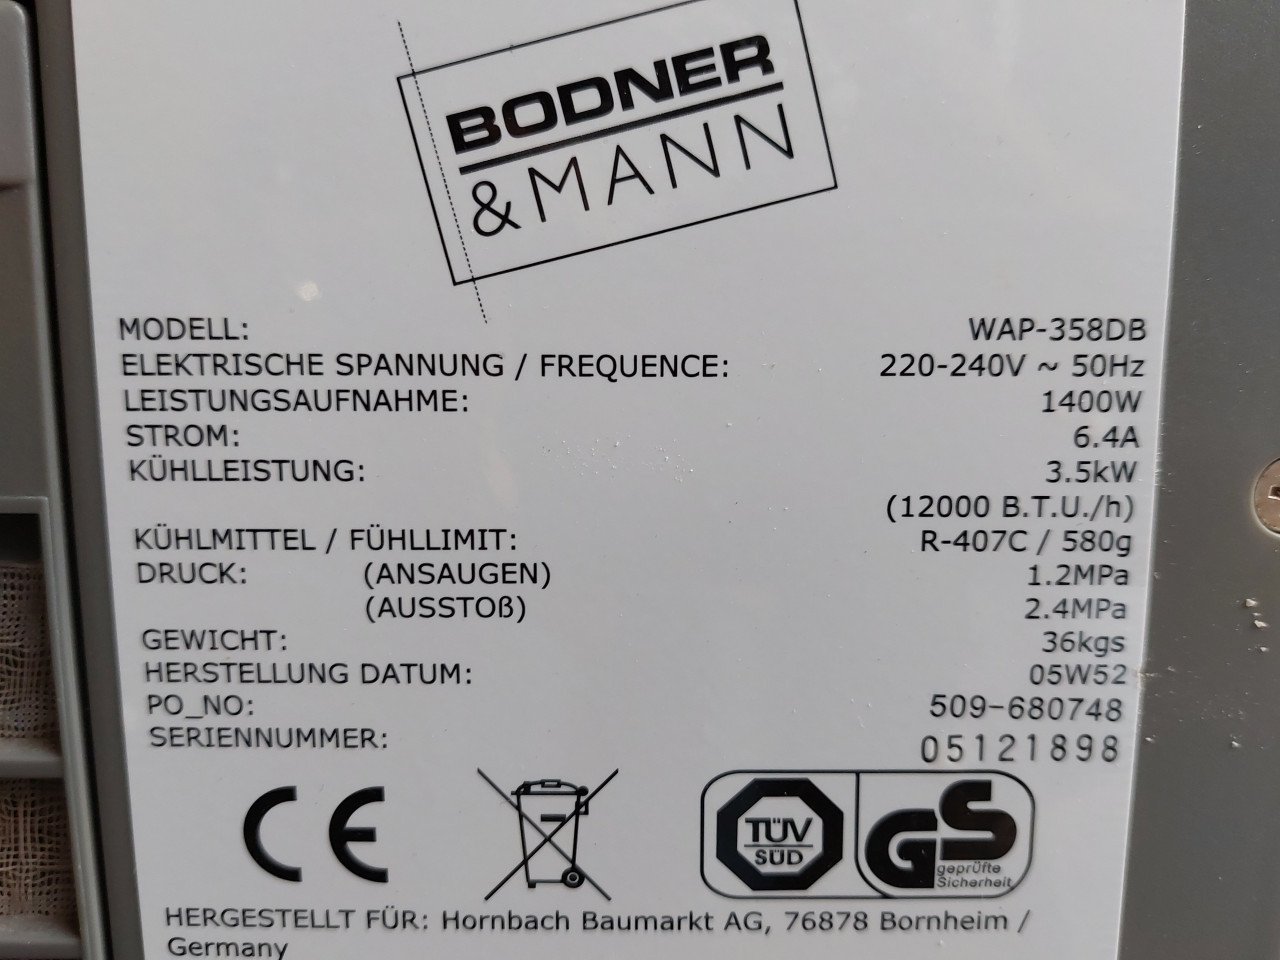 BODNER
& MANN
MODELL: WAP-358DB
ELEKTRISCHE SPANNUNG / FREQUENCE: 220-240V ~ 50Hz
LEISTUNGSAUFNAHME: 1400W
STROM: 6.4A
KÜHLLEISTUNG: 3.5kW
(12000 B.T.U./h)
KÜHLMITTEL / FÜHLLIMIT: R-407C / 580g
DRUCK: (ANSAUGEN) 1.2MPa
(AUSSTOß) 2.4MPa
GEWICHT: 36kgs
HERSTELLUNG DATUM: 05W52
PO_NO: 509-680748
SERIENNUMMER: 05121898
CE
TÜV
SÜD
GS
geprüfte
Sicherheit
HERGESTELLT FÜR: Hornbach Baumarkt AG, 76878 Bornheim /
Germany